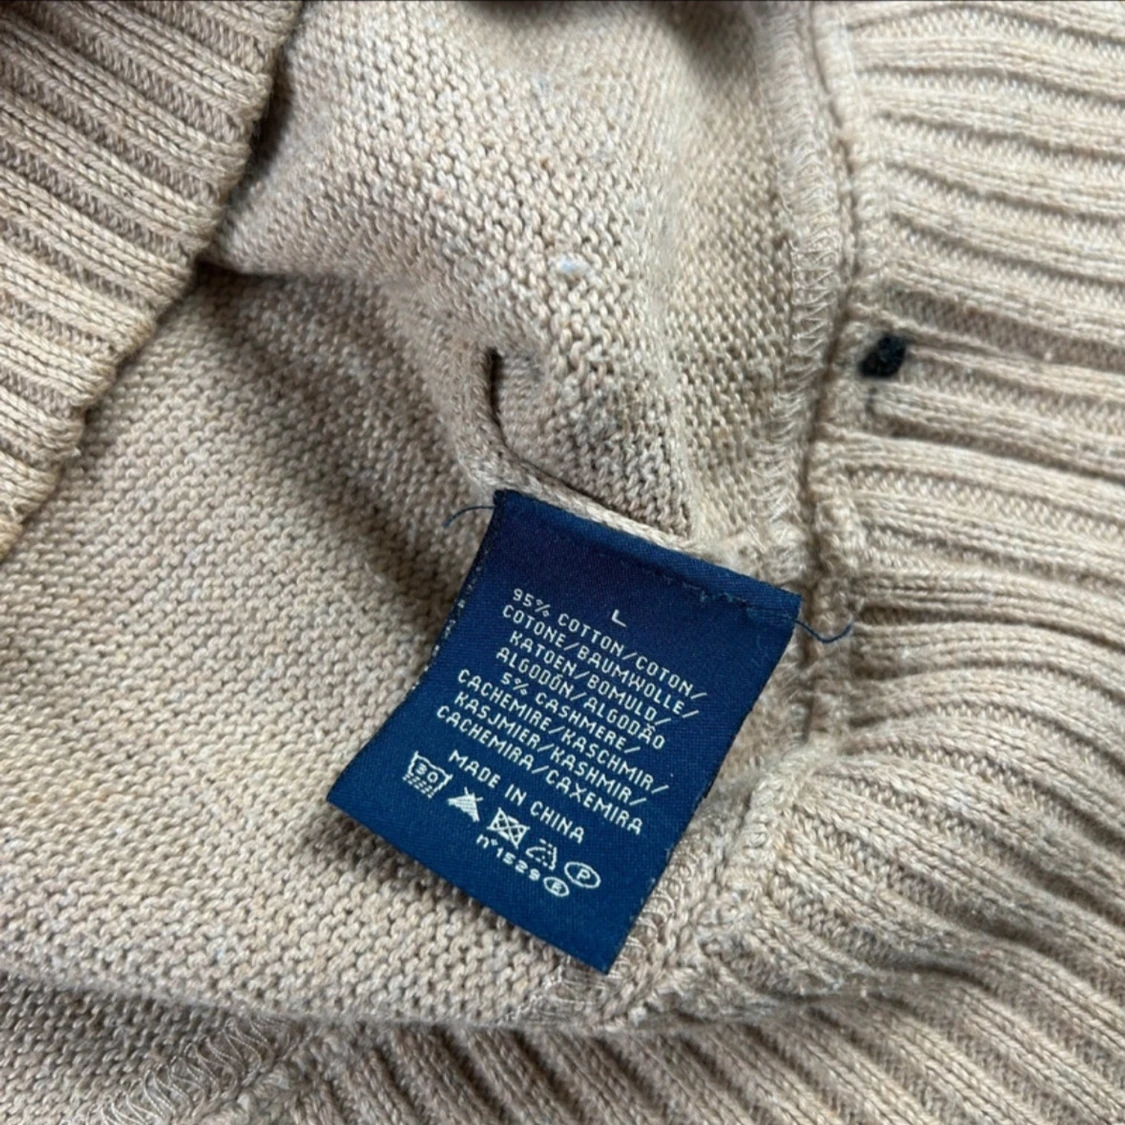 L
95% COTTON/COTON/
COTONE/BAUMWOLLE/
KATOEN/BOMULD/
ALGODÓN/ALGODÃO
5% CASHMERE/
CACHEMIRE/KASCHMIR/
KASJMIER/KASHMIR/
CACHEMIRA/CAXEMIRA
MADE IN CHINA
30
P
n°1529 R